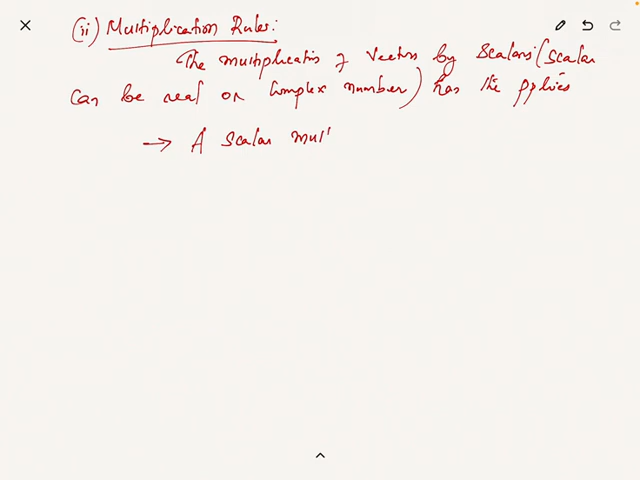 (ii) Multiplication Rules:
The multiplication of vectors by scalars (scalar
can be real or complex number) has the ppties
→ A scalar mul